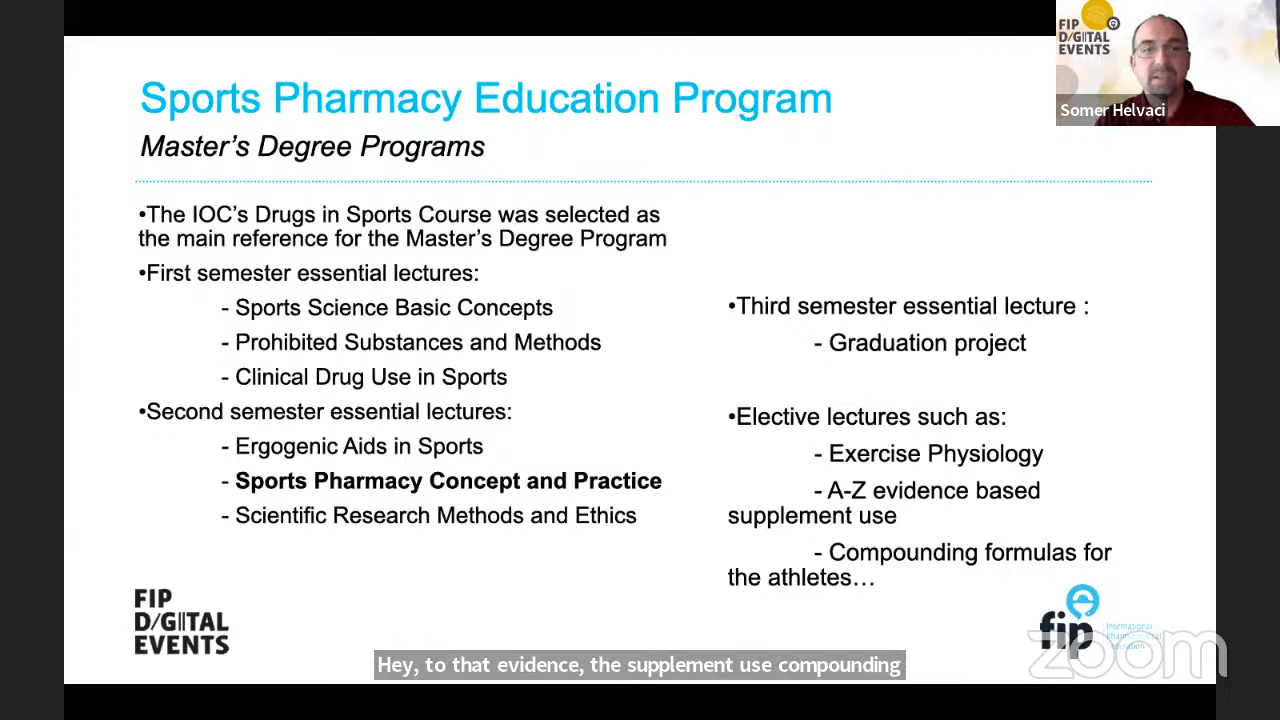 Sports Pharmacy Education Program
Master's Degree Programs
•The IOC's Drugs in Sports Course was selected as
the main reference for the Master's Degree Program
•First semester essential lectures:
- Sports Science Basic Concepts
- Prohibited Substances and Methods
- Clinical Drug Use in Sports
•Second semester essential lectures:
- Ergogenic Aids in Sports
- Sports Pharmacy Concept and Practice
- Scientific Research Methods and Ethics
•Third semester essential lecture :
- Graduation project
•Elective lectures such as:
- Exercise Physiology
- A-Z evidence based
supplement use
- Compounding formulas for
the athletes…
FIP
D/GITAL
EVENTS
Somer Helvaci
FIP
DIGITAL
EVENTS
fip
International
Pharmaceutical
Federation
zoom
Hey, to that evidence, the supplement use compounding